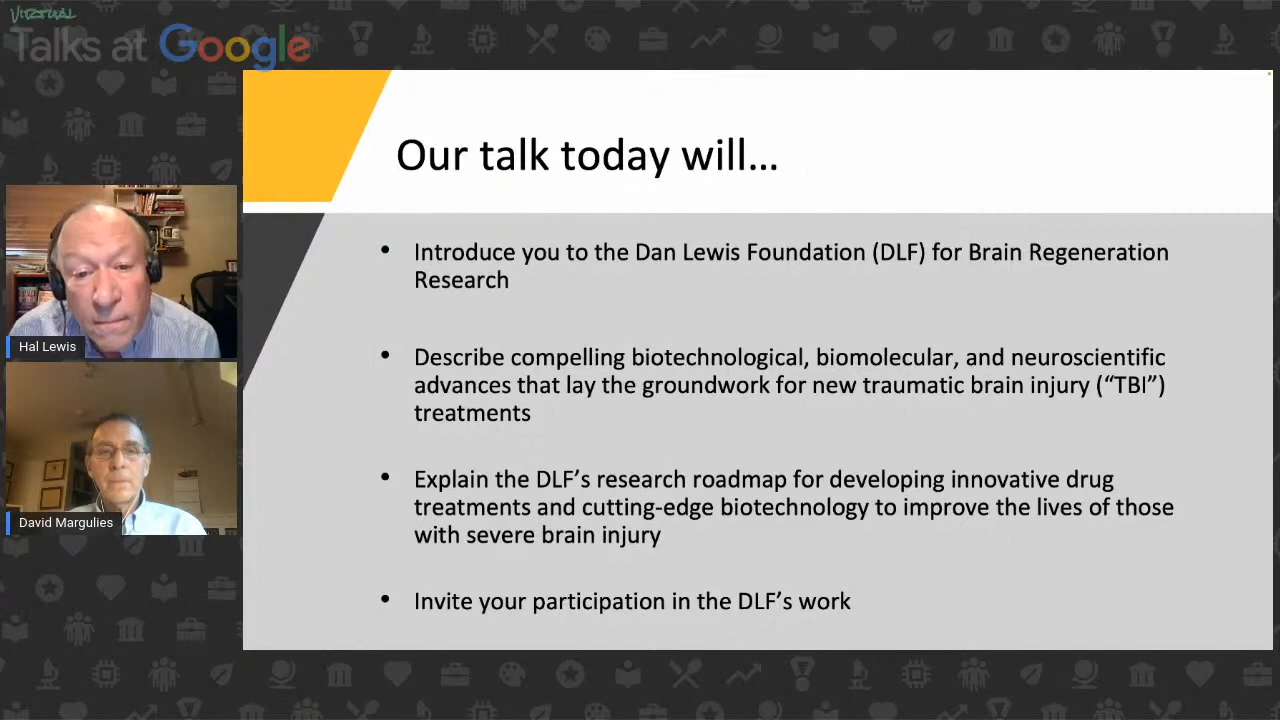 VIRTUAL
Talks at Google
Our talk today will…
• Introduce you to the Dan Lewis Foundation (DLF) for Brain Regeneration
Research
• Describe compelling biotechnological, biomolecular, and neuroscientific
advances that lay the groundwork for new traumatic brain injury (“TBI”)
treatments
• Explain the DLF’s research roadmap for developing innovative drug
treatments and cutting-edge biotechnology to improve the lives of those
with severe brain injury
• Invite your participation in the DLF’s work
Hal Lewis
David Margulies